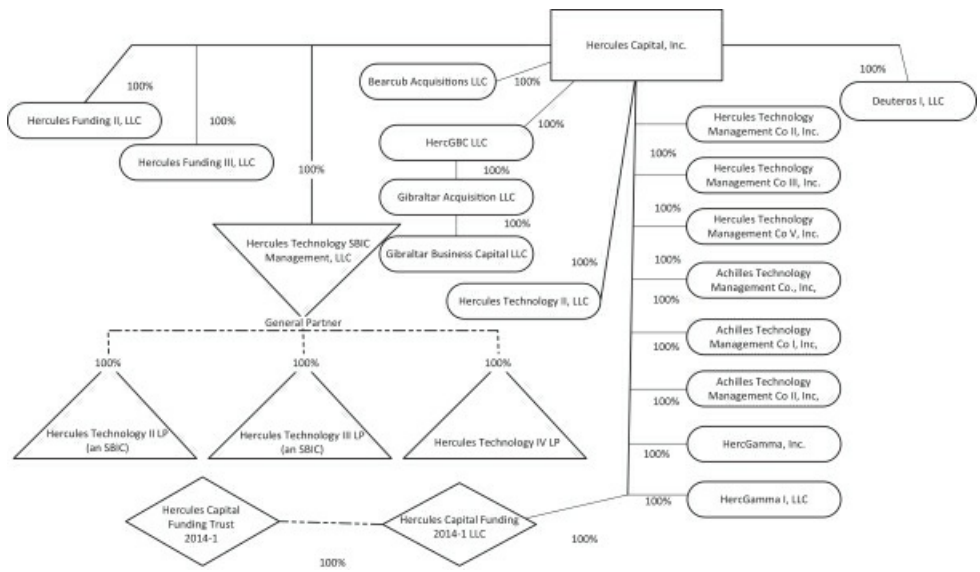 Hercules Capital, Inc.
100%
Hercules Funding II, LLC
100%
Hercules Funding III, LLC
100%
Bearcub Acquisitions LLC
100%
HercGBC LLC
100%
100%
Gibraltar Acquisition LLC
100%
Gibraltar Business Capital LLC
100%
Hercules Technology SBIC
Management, LLC
General Partner
100%
100%
100%
Hercules Technology II LP
(an SBIC)
Hercules Technology III LP
(an SBIC)
Hercules Technology IV LP
100%
Hercules Technology II, LLC
100%
Deuteros I, LLC
Hercules Technology
Management Co II, Inc.
100%
Hercules Technology
Management Co III, Inc.
100%
Hercules Technology
Management Co V, Inc.
100%
Achilles Technology
Management Co., Inc,
100%
Achilles Technology
Management Co I, Inc,
100%
Achilles Technology
Management Co II, Inc,
100%
HercGamma, Inc.
100%
HercGamma I, LLC
100%
Hercules Capital
Funding Trust
2014-1
Hercules Capital Funding
2014-1 LLC
100%
100%